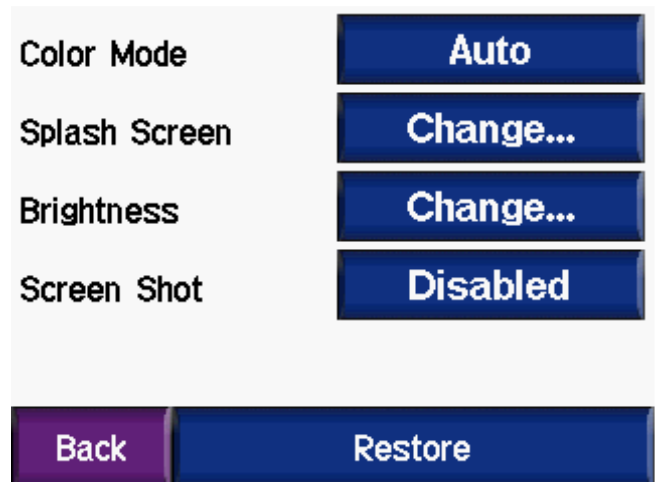 Color Mode Auto
Splash Screen Change...
Brightness Change...
Screen Shot Disabled
Back Restore